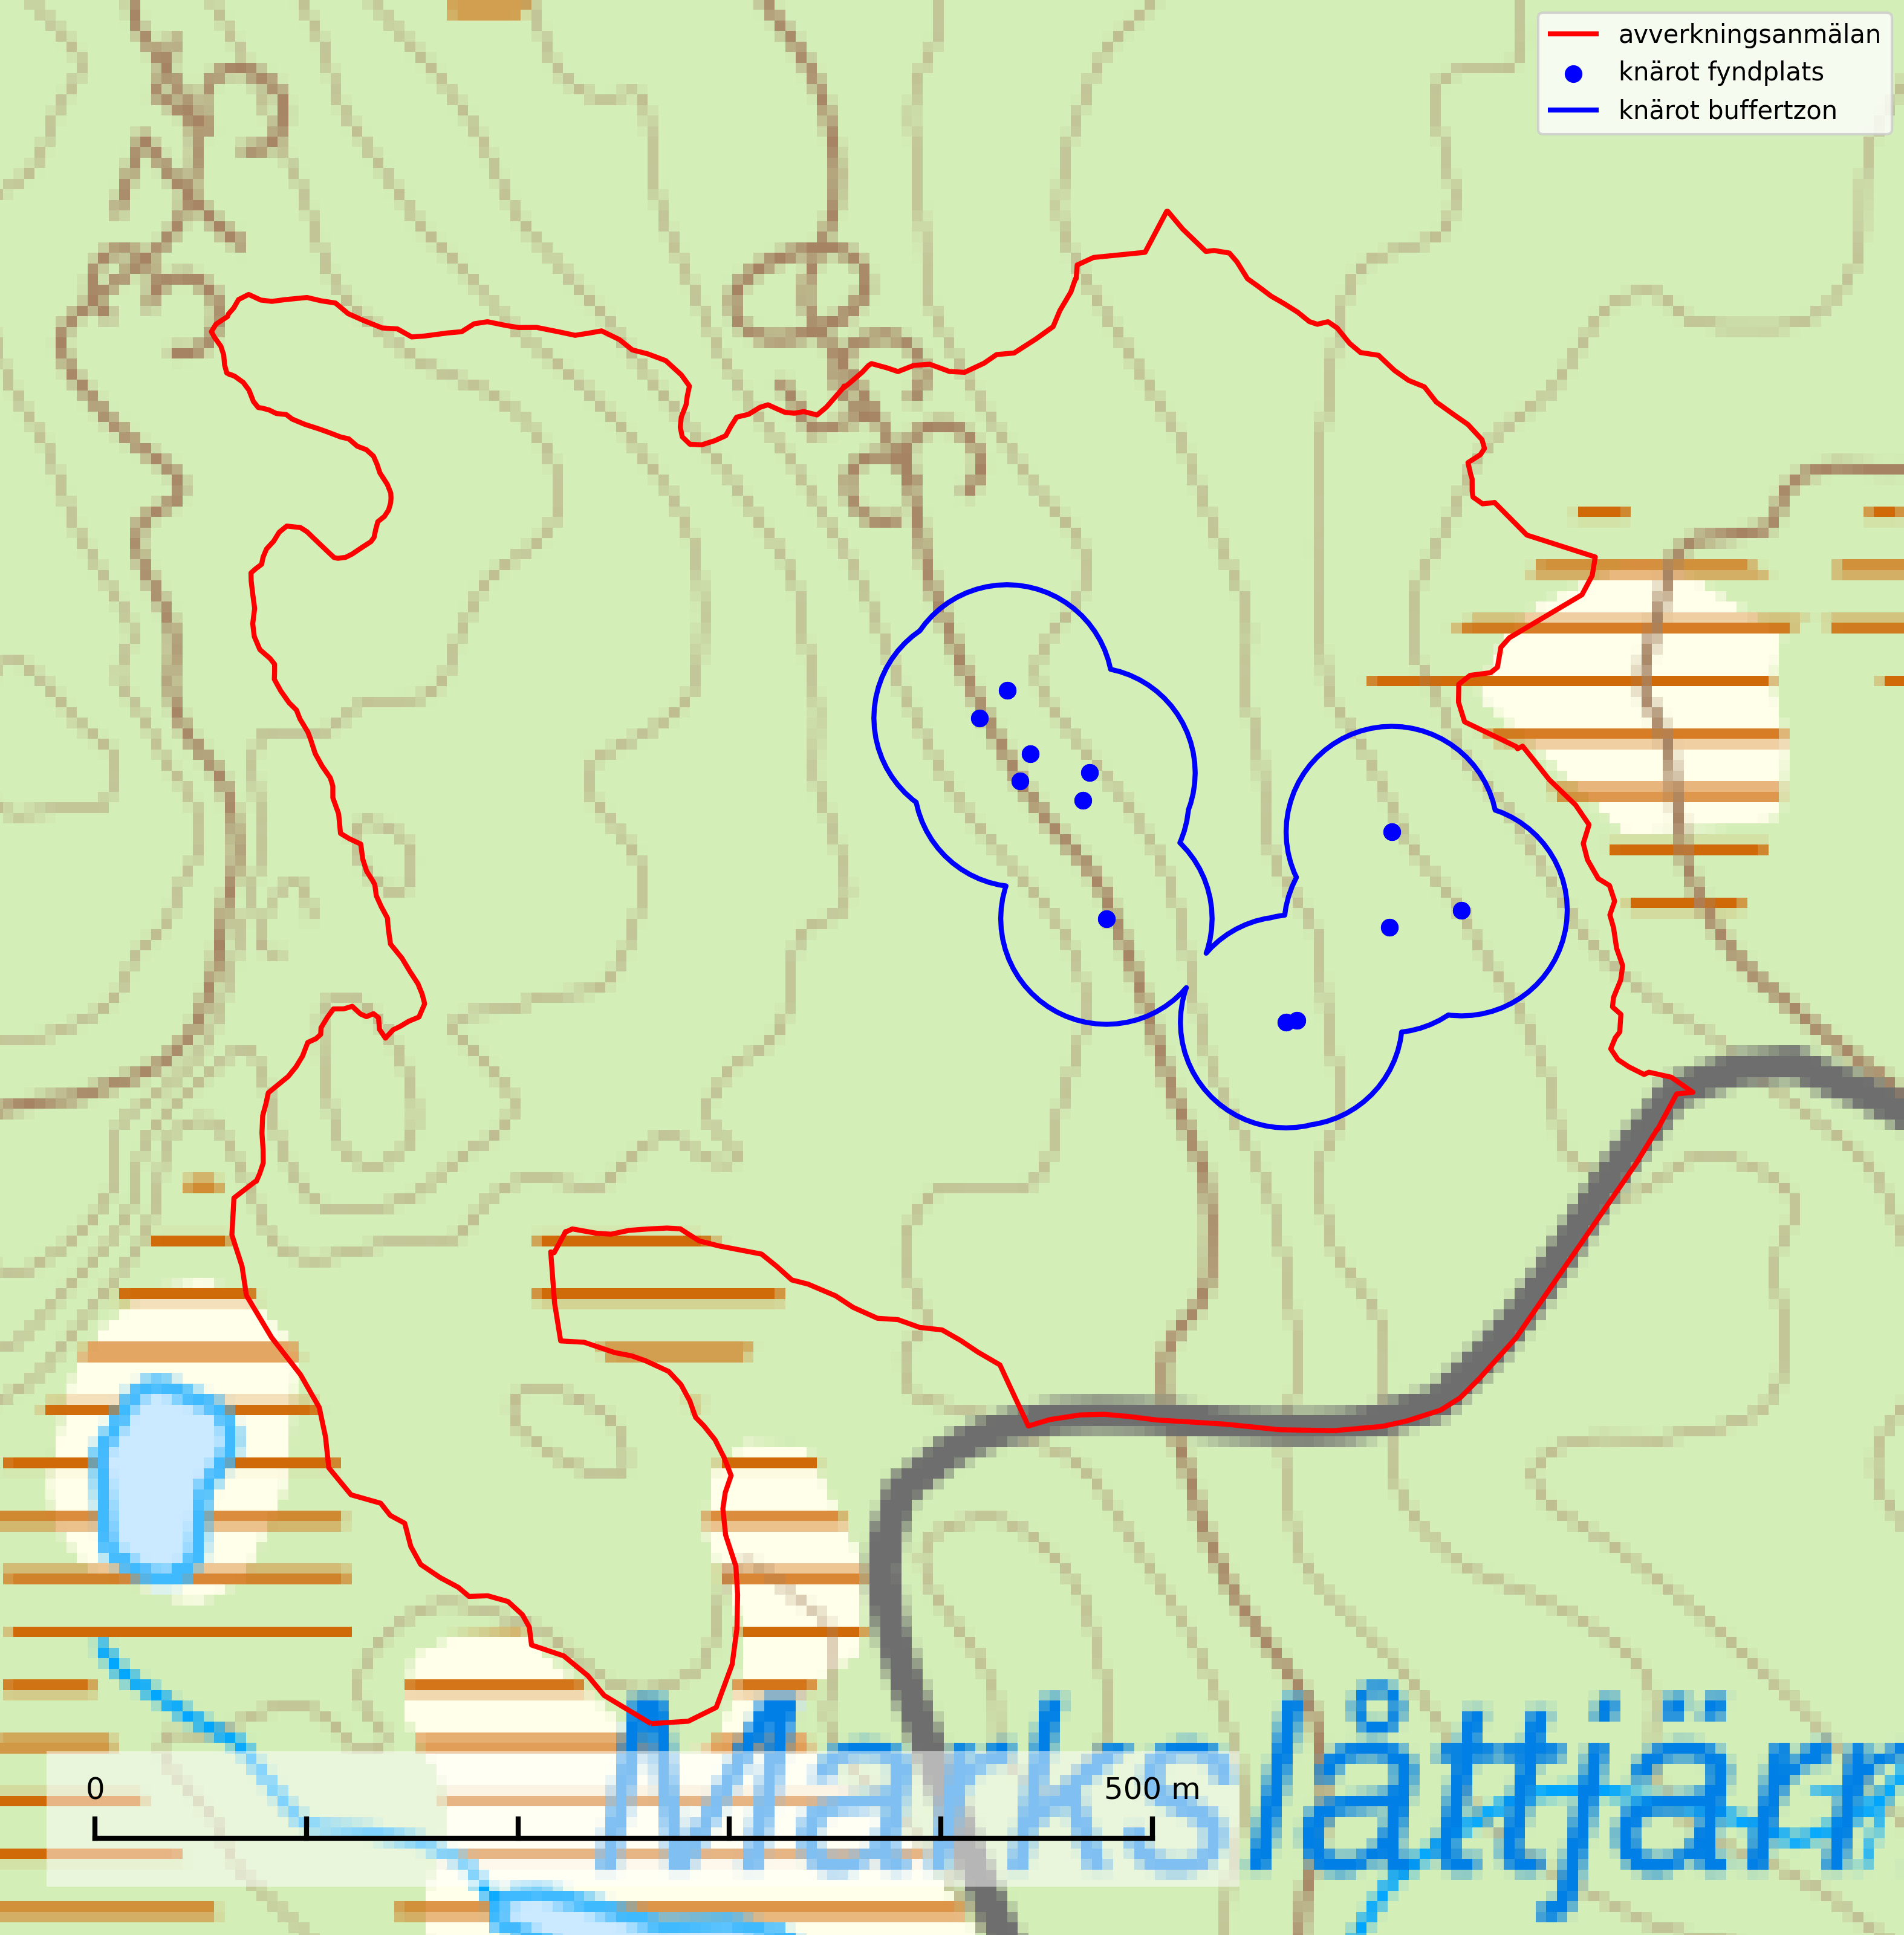 avverkningsanmälan
knärot fyndplats
knärot buffertzon
0 500 m
Markslåttjärn